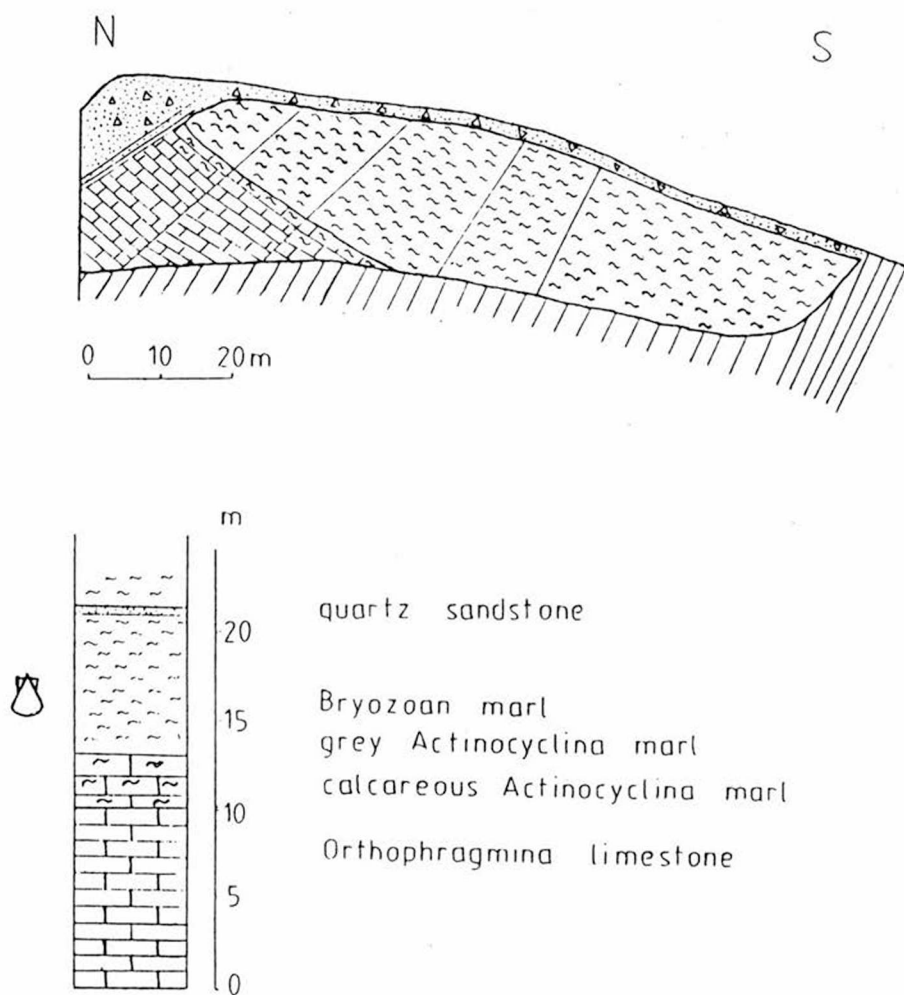 N S
0 10 20 m
m
quartz sandstone
20
Bryozoan marl
15
grey Actinocyclina marl
calcareous Actinocyclina marl
10
Orthophragmina limestone
5
0